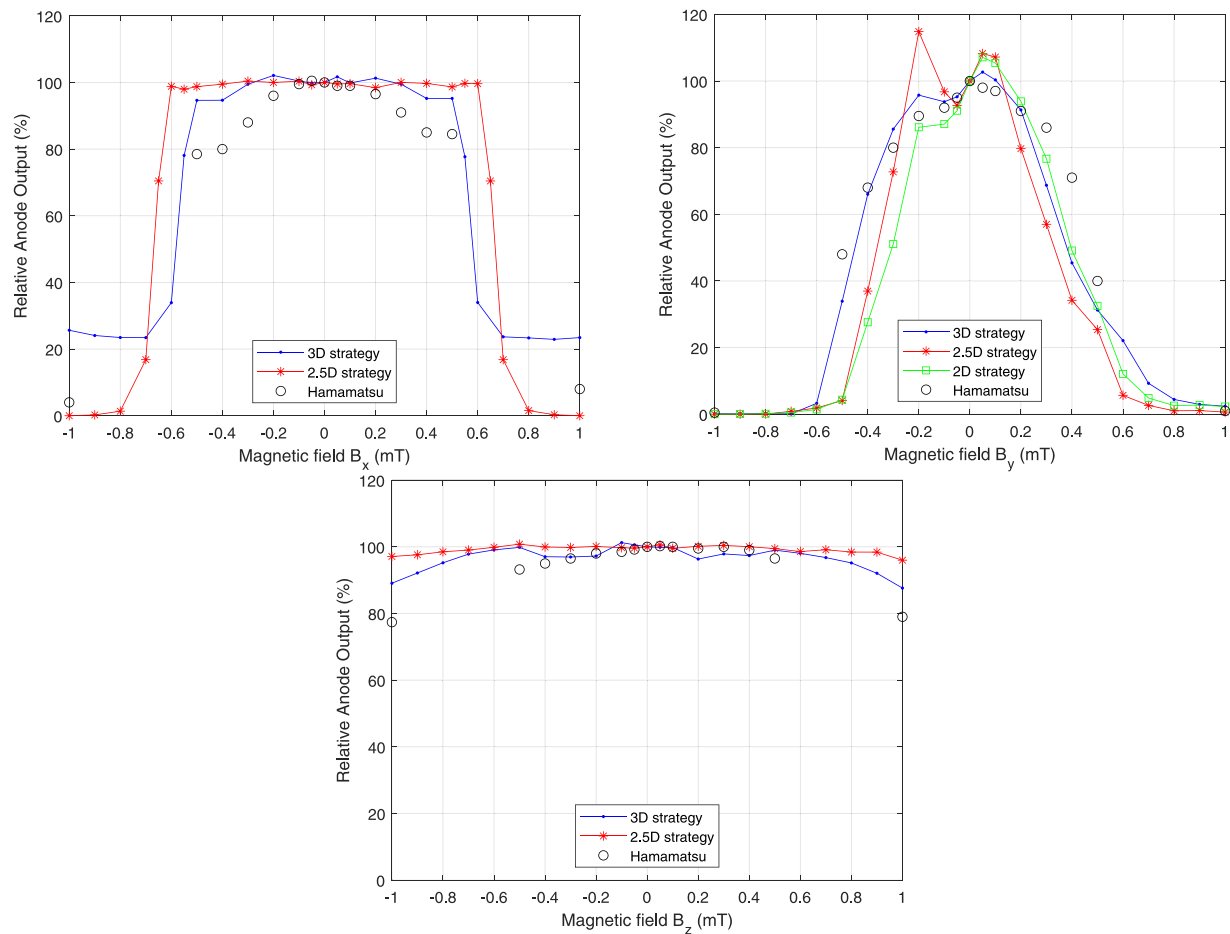 120
100
80
60
40
20
0
Relative Anode Output (%)
3D strategy
2.5D strategy
Hamamatsu
-1 -0.8 -0.6 -0.4 -0.2 0 0.2 0.4 0.6 0.8 1
Magnetic field B_x (mT)
120
100
80
60
40
20
0
Relative Anode Output (%)
3D strategy
2.5D strategy
2D strategy
Hamamatsu
-1 -0.8 -0.6 -0.4 -0.2 0 0.2 0.4 0.6 0.8 1
Magnetic field B_y (mT)
120
100
80
60
40
20
0
Relative Anode Output (%)
3D strategy
2.5D strategy
Hamamatsu
-1 -0.8 -0.6 -0.4 -0.2 0 0.2 0.4 0.6 0.8 1
Magnetic field B_z (mT)